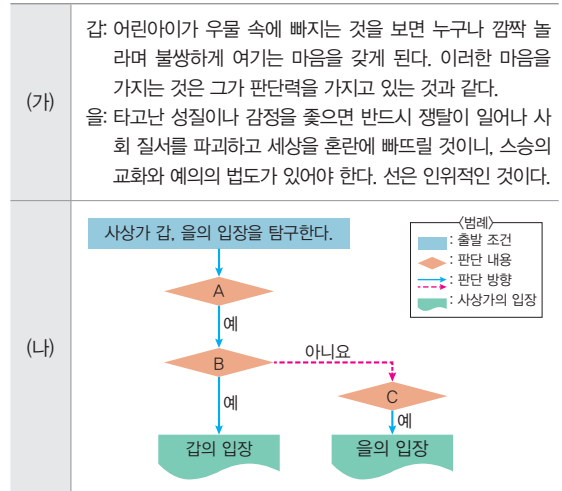 (가)
갑: 어린아이가 우물 속에 빠지는 것을 보면 누구나 깜짝 놀
라며 불쌍하게 여기는 마음을 갖게 된다. 이러한 마음을
가지는 것은 그가 판단력을 가지고 있는 것과 같다.
을: 타고난 성질이나 감정을 좇으면 반드시 쟁탈이 일어나 사
회 질서를 파괴하고 세상을 혼란에 빠뜨릴 것이니, 스승의
교화와 예의의 법도가 있어야 한다. 선은 인위적인 것이다.
(나)
사상가 갑, 을의 입장을 탐구한다.
〈범례〉
: 출발 조건
: 판단 내용
: 판단 방향
: 사상가의 입장
A
예
B
아니요
예
C
예
갑의 입장
을의 입장